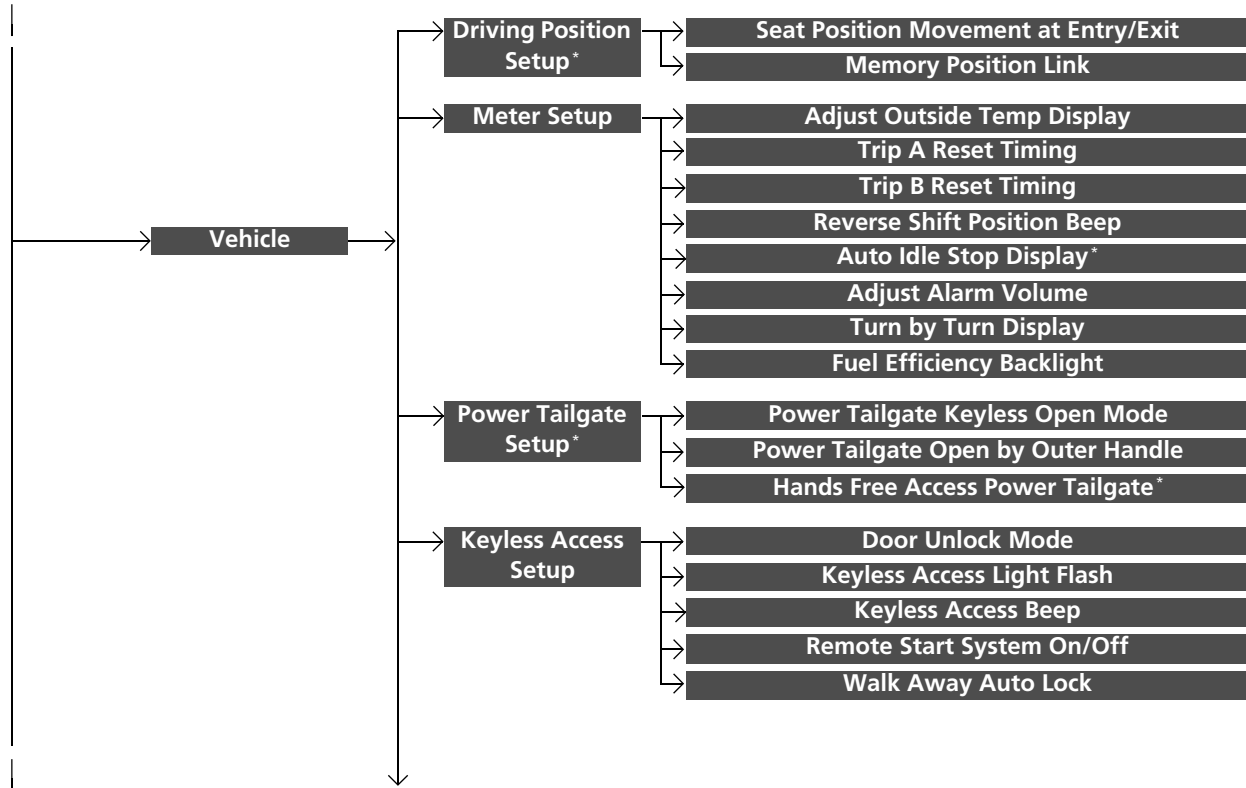 Vehicle
Driving Position
Setup*
Seat Position Movement at Entry/Exit
Memory Position Link
Meter Setup
Adjust Outside Temp Display
Trip A Reset Timing
Trip B Reset Timing
Reverse Shift Position Beep
Auto Idle Stop Display*
Adjust Alarm Volume
Turn by Turn Display
Fuel Efficiency Backlight
Power Tailgate
Setup*
Power Tailgate Keyless Open Mode
Power Tailgate Open by Outer Handle
Hands Free Access Power Tailgate*
Keyless Access
Setup
Door Unlock Mode
Keyless Access Light Flash
Keyless Access Beep
Remote Start System On/Off
Walk Away Auto Lock